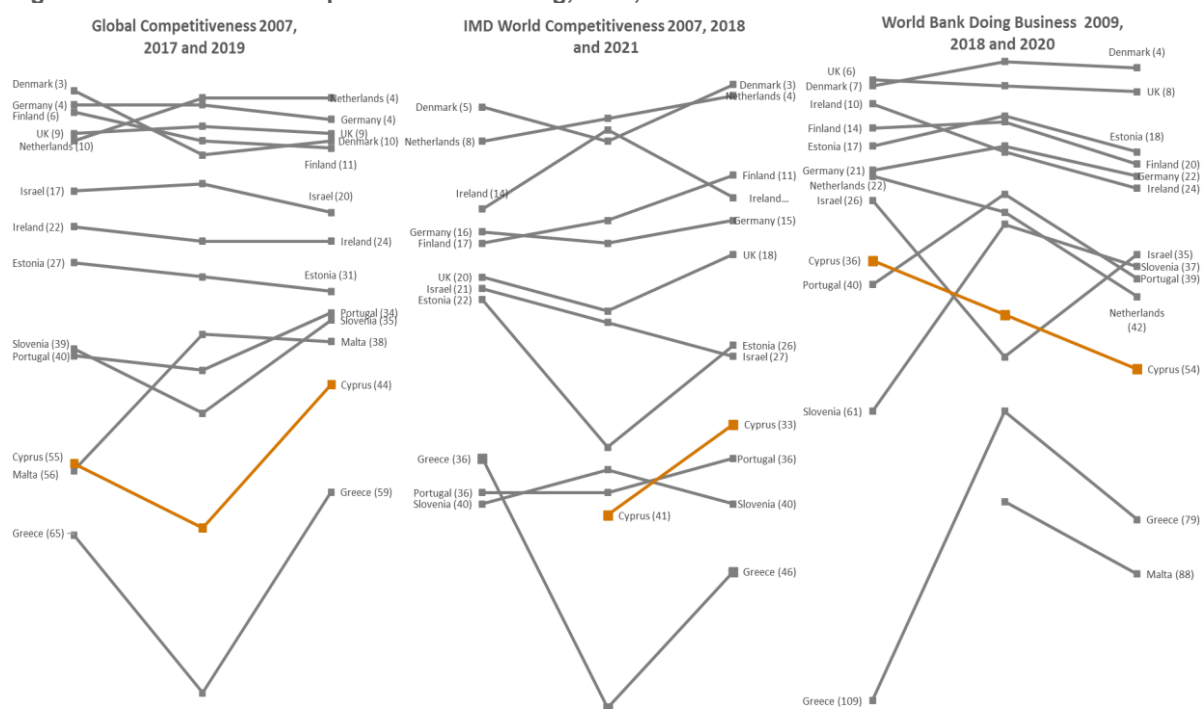 Global Competitiveness 2007,
2017 and 2019
Denmark (3)
Germany (4)
Finland (6)
UK (9)
Netherlands (10)
Israel (17)
Ireland (22)
Estonia (27)
Slovenia (39)
Portugal (40)
Cyprus (55)
Malta (56)
Greece (65)
Netherlands (4)
Germany (4)
UK (9)
Denmark (10)
Finland (11)
Israel (20)
Ireland (24)
Estonia (31)
Portugal (34)
Slovenia (35)
Malta (38)
Cyprus (44)
Greece (59)
IMD World Competitiveness 2007, 2018
and 2021
Denmark (5)
Netherlands (8)
Ireland (14)
Germany (16)
Finland (17)
UK (20)
Israel (21)
Estonia (22)
Greece (36)
Portugal (36)
Slovenia (40)
Cyprus (41)
Denmark (3)
Netherlands (4)
Finland (11)
Ireland...
Germany (15)
UK (18)
Estonia (26)
Israel (27)
Cyprus (33)
Portugal (36)
Slovenia (40)
Greece (46)
World Bank Doing Business 2009,
2018 and 2020
UK (6)
Denmark (7)
Ireland (10)
Finland (14)
Estonia (17)
Germany (21)
Netherlands (22)
Israel (26)
Cyprus (36)
Portugal (40)
Slovenia (61)
Greece (109)
Denmark (4)
UK (8)
Estonia (18)
Finland (20)
Germany (22)
Ireland (24)
Israel (35)
Slovenia (37)
Portugal (39)
Netherlands
(42)
Cyprus (54)
Greece (79)
Malta (88)